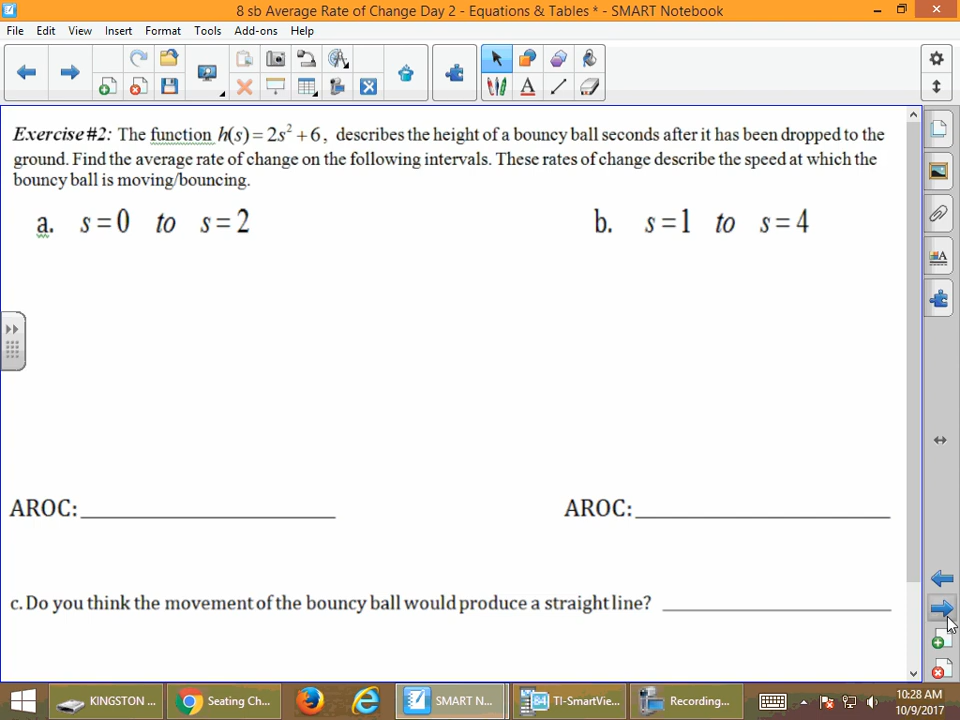 8 sb Average Rate of Change Day 2 - Equations & Tables * - SMART Notebook
File Edit View Insert Format Tools Add-ons Help
Exercise #2: The function h(s) = 2s² + 6, describes the height of a bouncy ball seconds after it has been dropped to the
ground. Find the average rate of change on the following intervals. These rates of change describe the speed at which the
bouncy ball is moving/bouncing.
a. s = 0 to s = 2 b. s = 1 to s = 4
AROC: ____________ AROC: ____________
c. Do you think the movement of the bouncy ball would produce a straight line? ____________
KINGSTON ... Seating Ch... SMART N... TI-SmartVie... Recording... 10:28 AM
10/9/2017